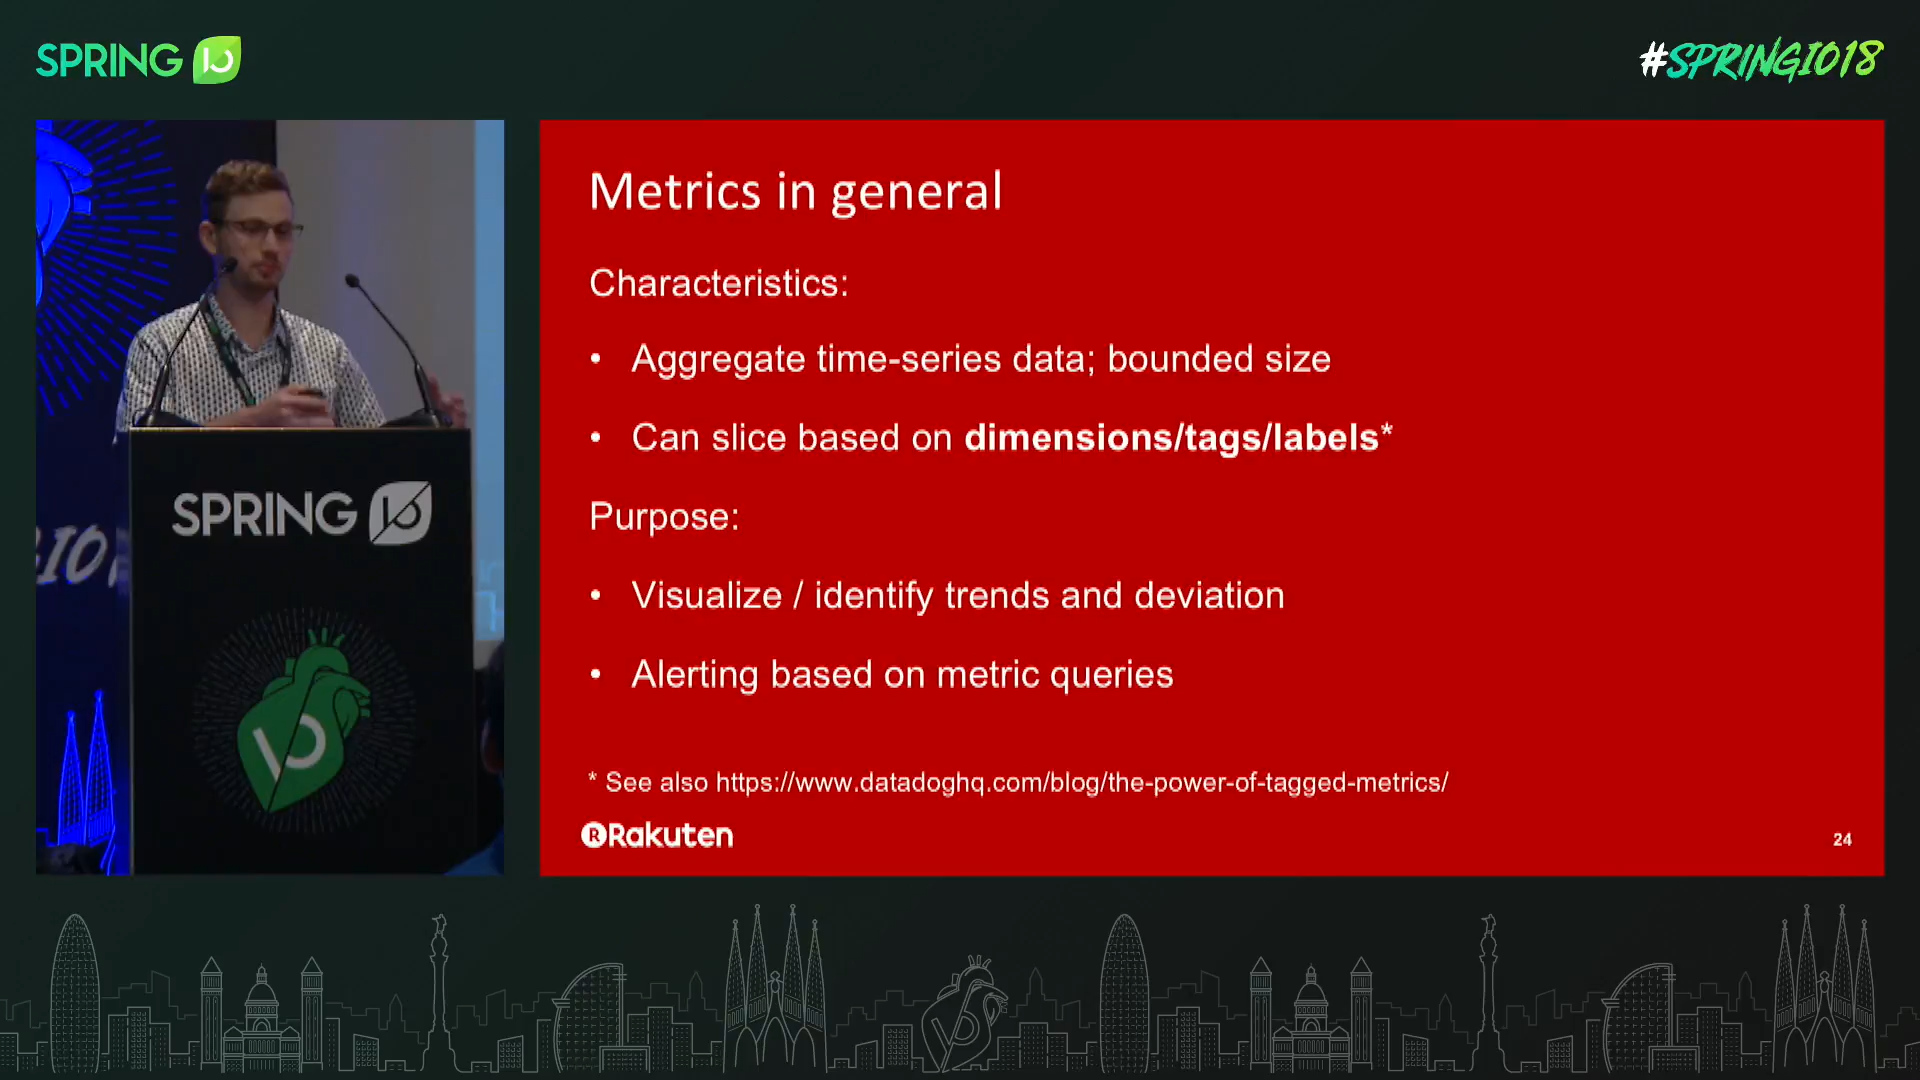 SPRING IO
#SPRINGIO18
SPRING IO
Metrics in general
Characteristics:
• Aggregate time-series data; bounded size
• Can slice based on dimensions/tags/labels*
Purpose:
• Visualize / identify trends and deviation
• Alerting based on metric queries
* See also https://www.datadoghq.com/blog/the-power-of-tagged-metrics/
Rakuten
24